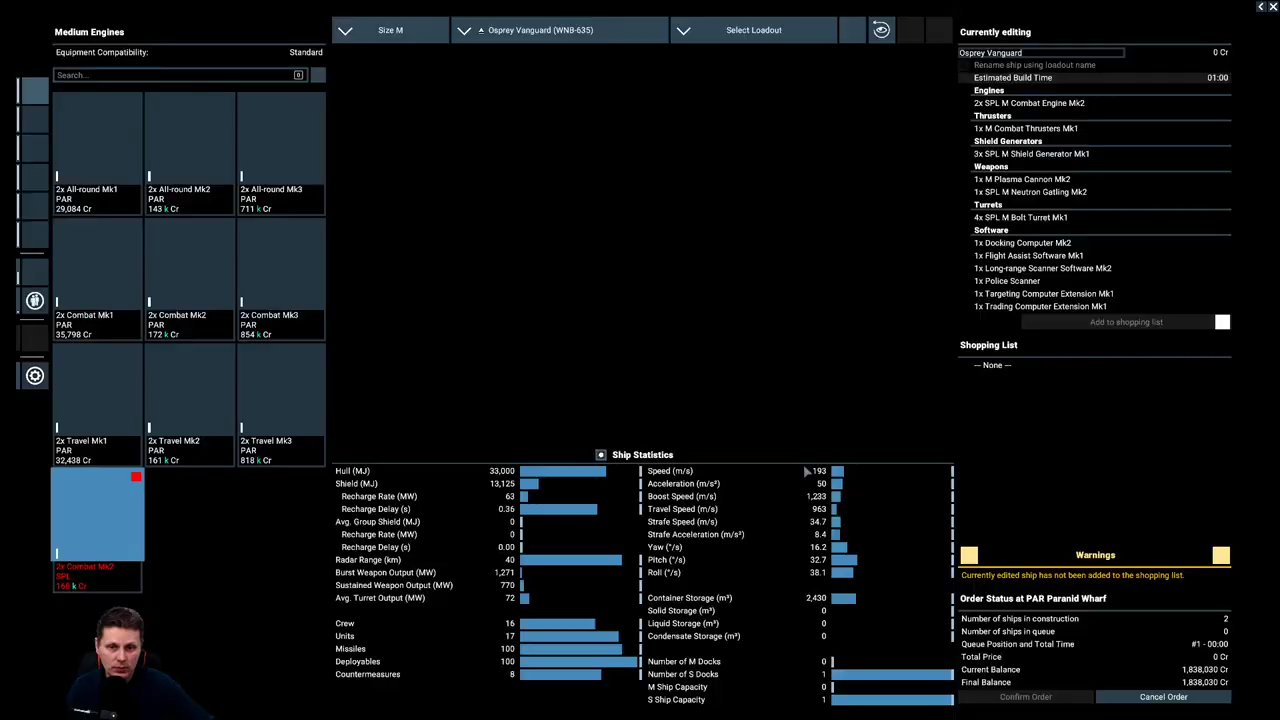 Medium Engines
Equipment Compatibility: Standard
Search...
2x All-round Mk1
PAR
29,084 Cr
2x All-round Mk2
PAR
143 k Cr
2x All-round Mk3
PAR
711 k Cr
2x Combat Mk1
PAR
35,798 Cr
2x Combat Mk2
PAR
172 k Cr
2x Combat Mk3
PAR
854 k Cr
2x Travel Mk1
PAR
32,438 Cr
2x Travel Mk2
PAR
161 k Cr
2x Travel Mk3
PAR
818 k Cr
2x Combat Mk2
SPL
Size M
Osprey Vanguard (WNB-635)
Select Loadout
Ship Statistics
Hull (MJ) 33,000
Shield (MJ) 13,125
Recharge Rate (MW) 63
Recharge Delay (s) 0.36
Avg. Group Shield (MJ) 0
Recharge Rate (MW) 0
Recharge Delay (s) 0.00
Radar Range (km) 40
Burst Weapon Output (MW) 1,271
Sustained Weapon Output (MW) 770
Avg. Turret Output (MW) 72
Crew 16
Units 17
Missiles 100
Deployables 100
Countermeasures 8
Speed (m/s) 193
Acceleration (m/s²) 50
Boost Speed (m/s) 1,233
Travel Speed (m/s) 963
Strafe Speed (m/s) 34.7
Strafe Acceleration (m/s²) 8.4
Yaw (°/s) 16.2
Pitch (°/s) 32.7
Roll (°/s) 38.1
Container Storage (m³) 2,430
Solid Storage (m³) 0
Liquid Storage (m³) 0
Condensate Storage (m³) 0
Number of M Docks 0
Number of S Docks 1
M Ship Capacity 0
S Ship Capacity 1
Currently editing
Osprey Vanguard 0 Cr
Rename ship using loadout name
Estimated Build Time 01:00
Engines
2x SPL M Combat Engine Mk2
Thrusters
1x M Combat Thrusters Mk1
Shield Generators
3x SPL M Shield Generator Mk1
Weapons
1x M Plasma Cannon Mk2
1x SPL M Neutron Gatling Mk2
Turrets
4x SPL M Bolt Turret Mk1
Software
1x Docking Computer Mk2
1x Flight Assist Software Mk1
1x Long-range Scanner Software Mk2
1x Police Scanner
1x Targeting Computer Extension Mk1
1x Trading Computer Extension Mk1
Add to shopping list
Shopping List
--- None ---
Warnings
Currently edited ship has not been added to the shopping list.
Order Status at PAR Paranid Wharf
Number of ships in construction 2
Number of ships in queue 0
Queue Position and Total Time #1 - 00:00
Total Price 0 Cr
Current Balance 1,838,030 Cr
Final Balance 1,838,030 Cr
Confirm Order
Cancel Order